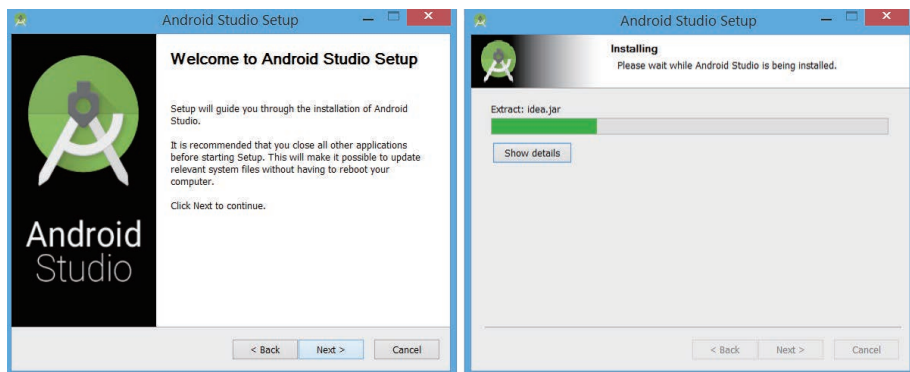 Android Studio Setup
Welcome to Android Studio Setup
Setup will guide you through the installation of Android
Studio.
It is recommended that you close all other applications
before starting Setup. This will make it possible to update
relevant system files without having to reboot your
computer.
Click Next to continue.
Android
Studio
< Back
Next >
Cancel
Android Studio Setup
Installing
Please wait while Android Studio is being installed.
Extract: idea.jar
Show details
< Back
Next >
Cancel